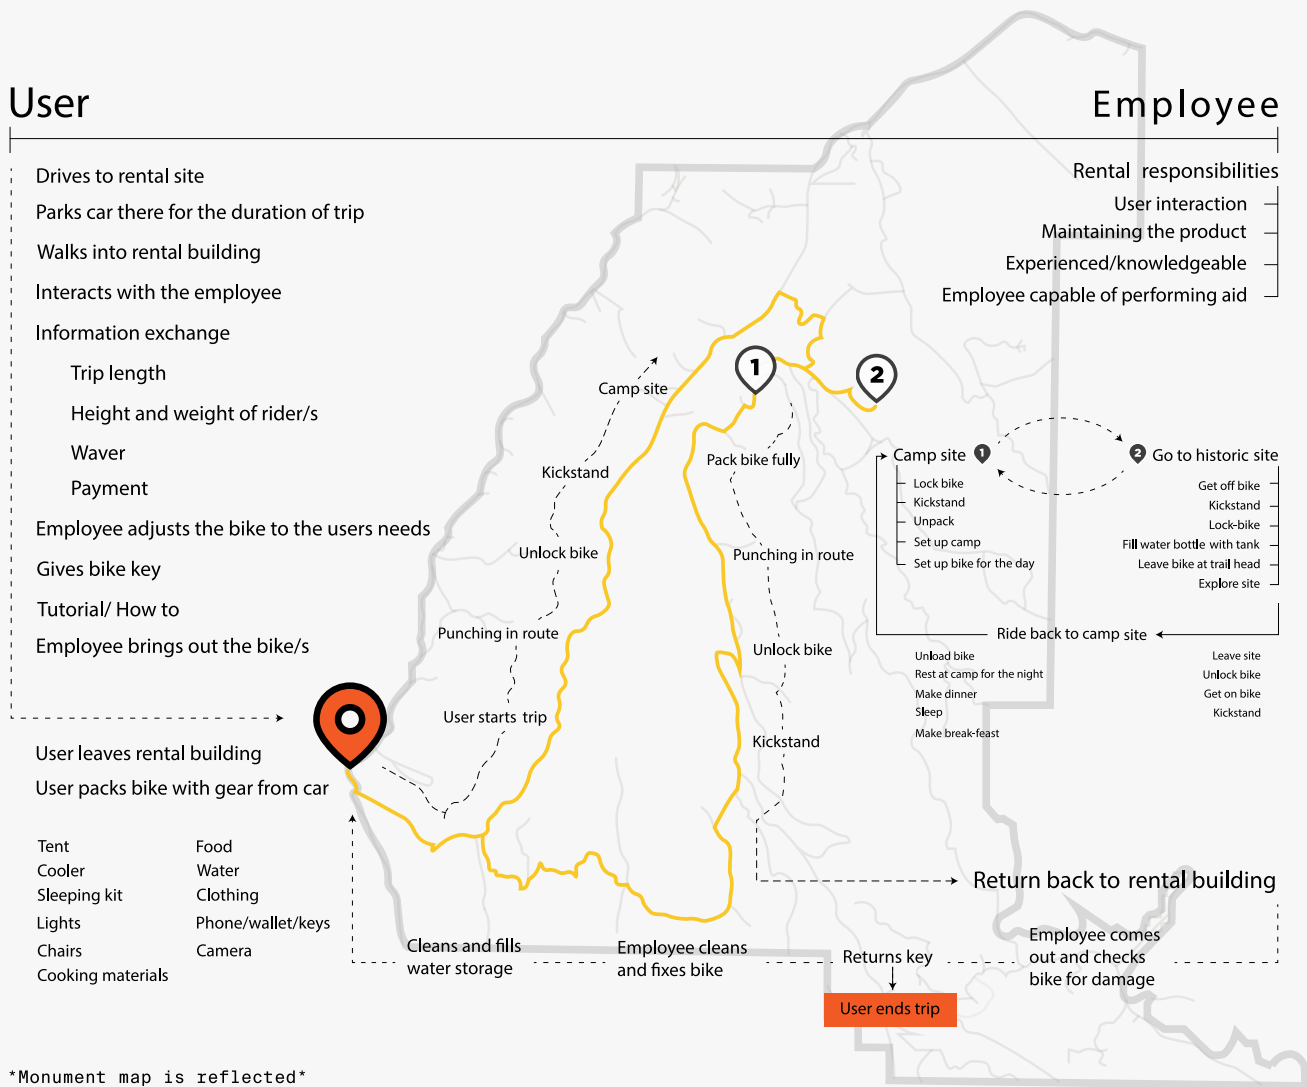 User
Employee
Drives to rental site
Parks car there for the duration of trip
Walks into rental building
Interacts with the employee
Information exchange
Trip length
Height and weight of rider/s
Waver
Payment
Employee adjusts the bike to the users needs
Gives bike key
Tutorial/ How to
Employee brings out the bike/s
User leaves rental building
User packs bike with gear from car
Tent
Cooler
Sleeping kit
Lights
Chairs
Cooking materials
Food
Water
Clothing
Phone/wallet/keys
Camera
Rental responsibilities
User interaction
Maintaining the product
Experienced/knowledgeable
Employee capable of performing aid
Camp site
Kickstand
Unlock bike
Punching in route
User starts trip
1
2
Pack bike fully
Punching in route
Unlock bike
Kickstand
Camp site 1
Lock bike
Kickstand
Unpack
Set up camp
Set up bike for the day
2 Go to historic site
Get off bike
Kickstand
Lock-bike
Fill water bottle with tank
Leave bike at trail head
Explore site
Ride back to camp site
Unload bike
Rest at camp for the night
Make dinner
Sleep
Make break-feast
Leave site
Unlock bike
Get on bike
Kickstand
Return back to rental building
Employee comes
out and checks
bike for damage
Returns key
User ends trip
Employee cleans
and fixes bike
Cleans and fills
water storage
*Monument map is reflected*